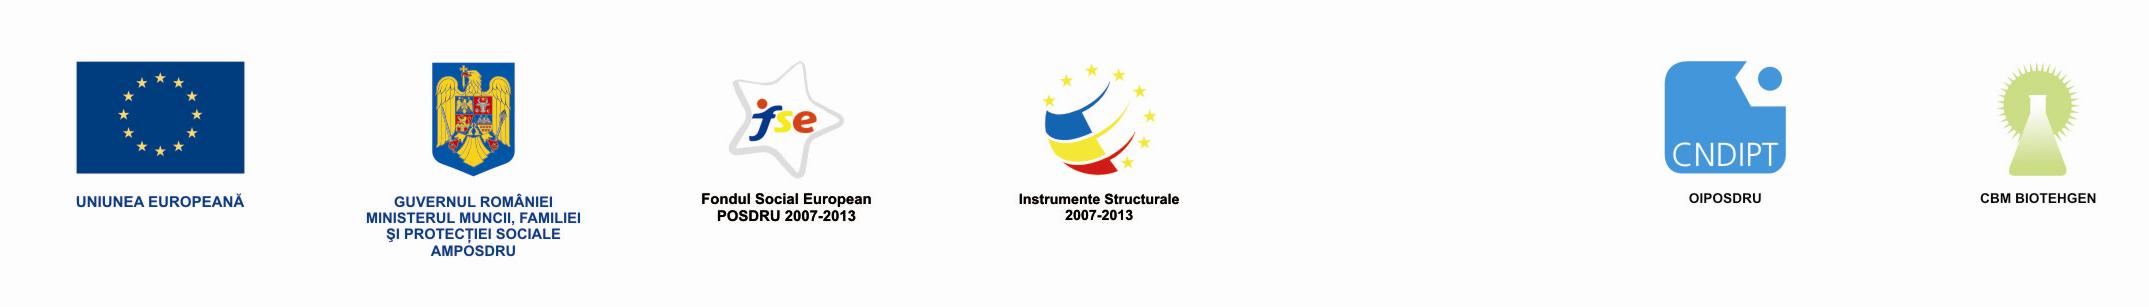 UNIUNEA EUROPEANĂ
GUVERNUL ROMÂNIEI
MINISTERUL MUNCII, FAMILIEI
ŞI PROTECŢIEI SOCIALE
AMPOSDRU
fse
Fondul Social European
POSDRU 2007-2013
Instrumente Structurale
2007-2013
CNDIPT
OIPOSDRU
CBM BIOTEHGEN